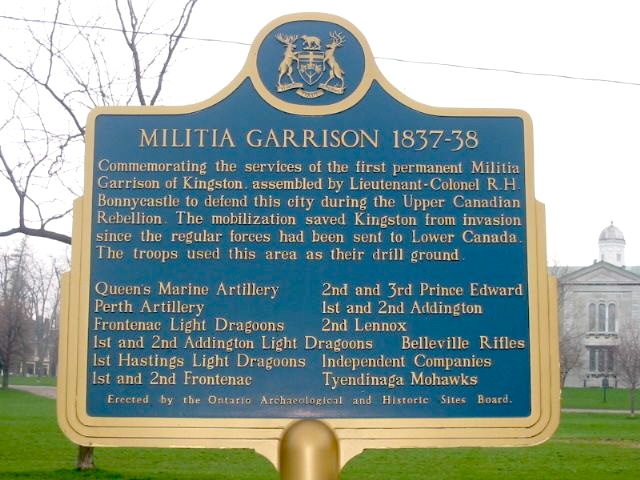 MILITIA GARRISON 1837-38
Commemorating the services of the first permanent Militia
Garrison of Kingston, assembled by Lieutenant-Colonel R.H.
Bonnycastle to defend this city during the Upper Canadian
Rebellion. The mobilization saved Kingston from invasion
since the regular forces had been sent to Lower Canada.
The troops used this area as their drill ground.
Queen's Marine Artillery 2nd and 3rd Prince Edward
Perth Artillery 1st and 2nd Addington
Frontenac Light Dragoons 2nd Lennox
1st and 2nd Addington Light Dragoons Belleville Rifles
1st Hastings Light Dragoons Independent Companies
1st and 2nd Frontenac Tyendinaga Mohawks
Erected by the Ontario Archaeological and Historic Sites Board.